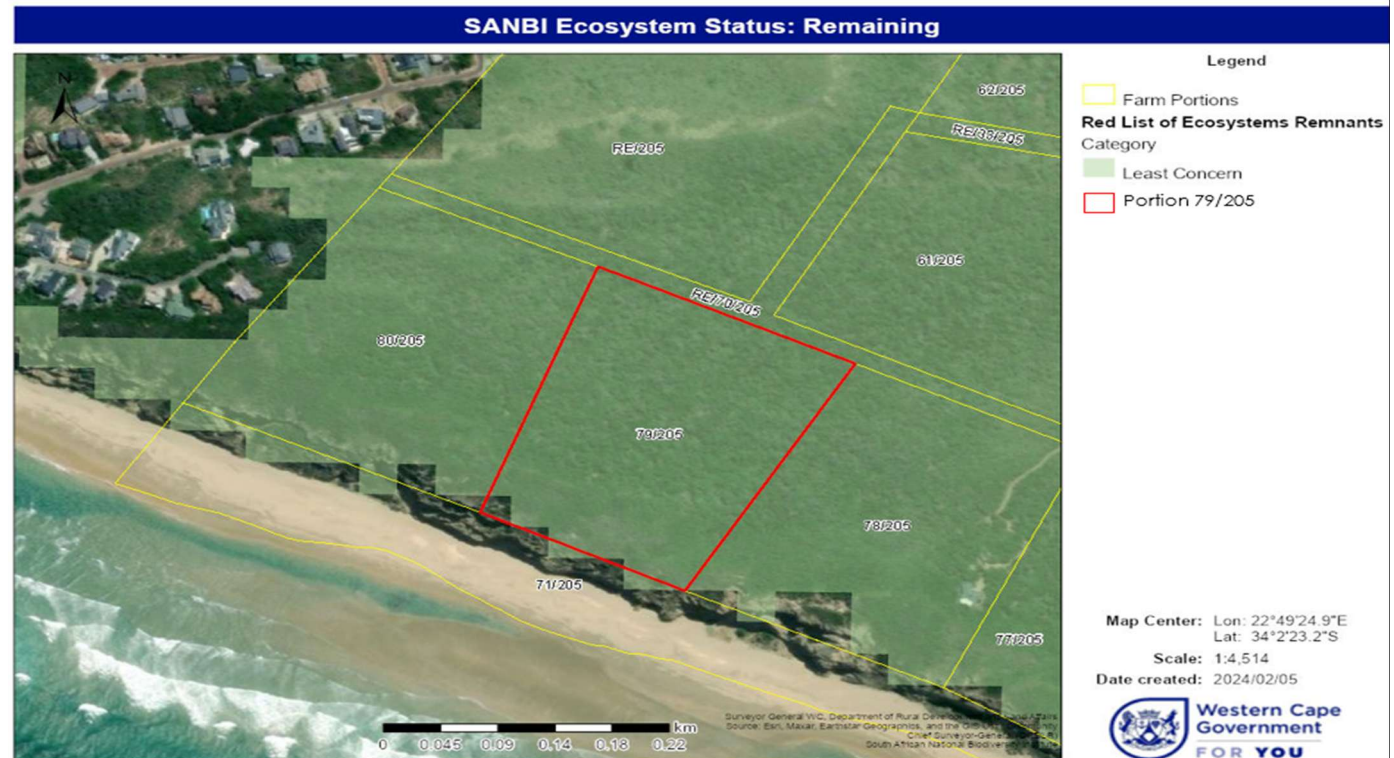 SANBI Ecosystem Status: Remaining
N
62/205
RE/205
RE/33/205
61/205
RE/70/205
80/205
79/205
78/205
71/205
77/205
km
0 0.045 0.09 0.14 0.18 0.22
Surveyor General WC, Department of Rural
Source: Esri, Maxar, Earthstar Geographics, and the GIS
Chief Surveyor-General
South African National Biodiversity
Legend
Farm Portions
Red List of Ecosystems Remnants
Category
Least Concern
Portion 79/205
Map Center: Lon: 22°49'24.9"E
Lat: 34°2'23.2"S
Scale: 1:4,514
Date created: 2024/02/05
Western Cape
Government
FOR YOU